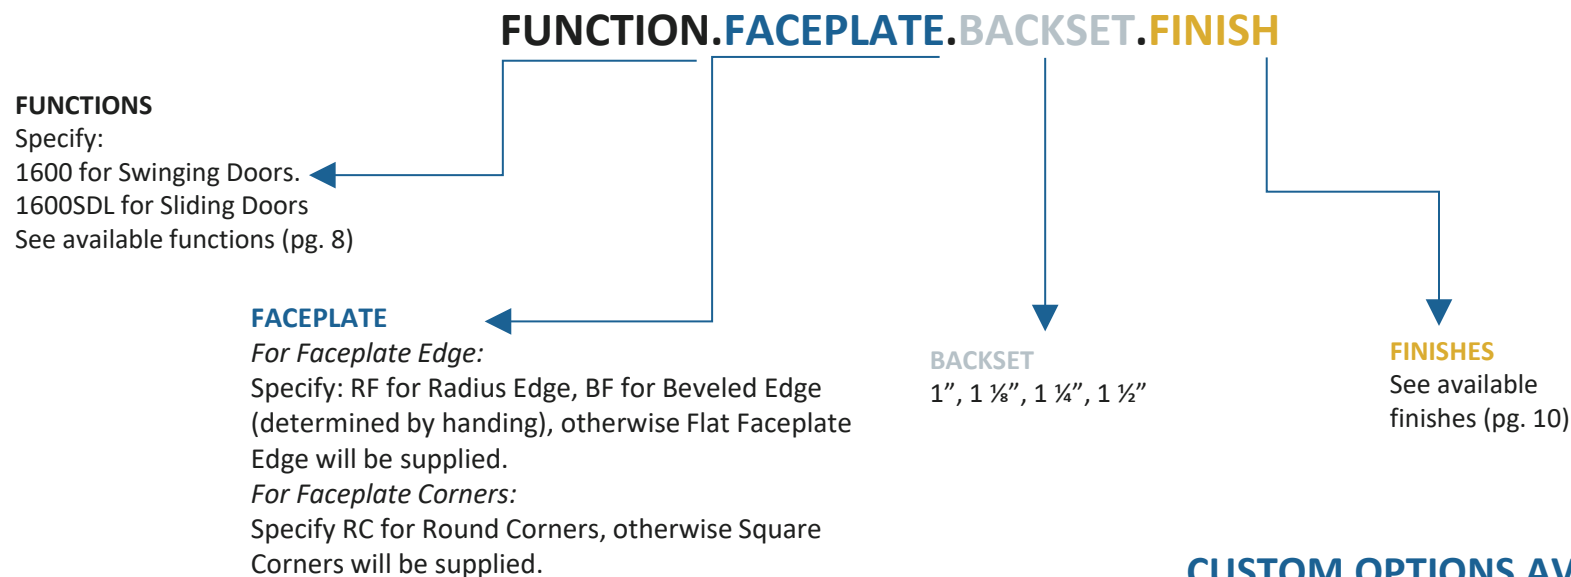 FUNCTION.FACEPLATE.BACKSET.FINISH
FUNCTIONS
Specify:
1600 for Swinging Doors.
1600SDL for Sliding Doors
See available functions (pg. 8)
FACEPLATE
For Faceplate Edge:
Specify: RF for Radius Edge, BF for Beveled Edge
(determined by handing), otherwise Flat Faceplate
Edge will be supplied.
For Faceplate Corners:
Specify RC for Round Corners, otherwise Square
Corners will be supplied.
BACKSET
1”, 1 ⅛”, 1 ¼”, 1 ½”
FINISHES
See available
finishes (pg. 10)
CUSTOM OPTIONS AV